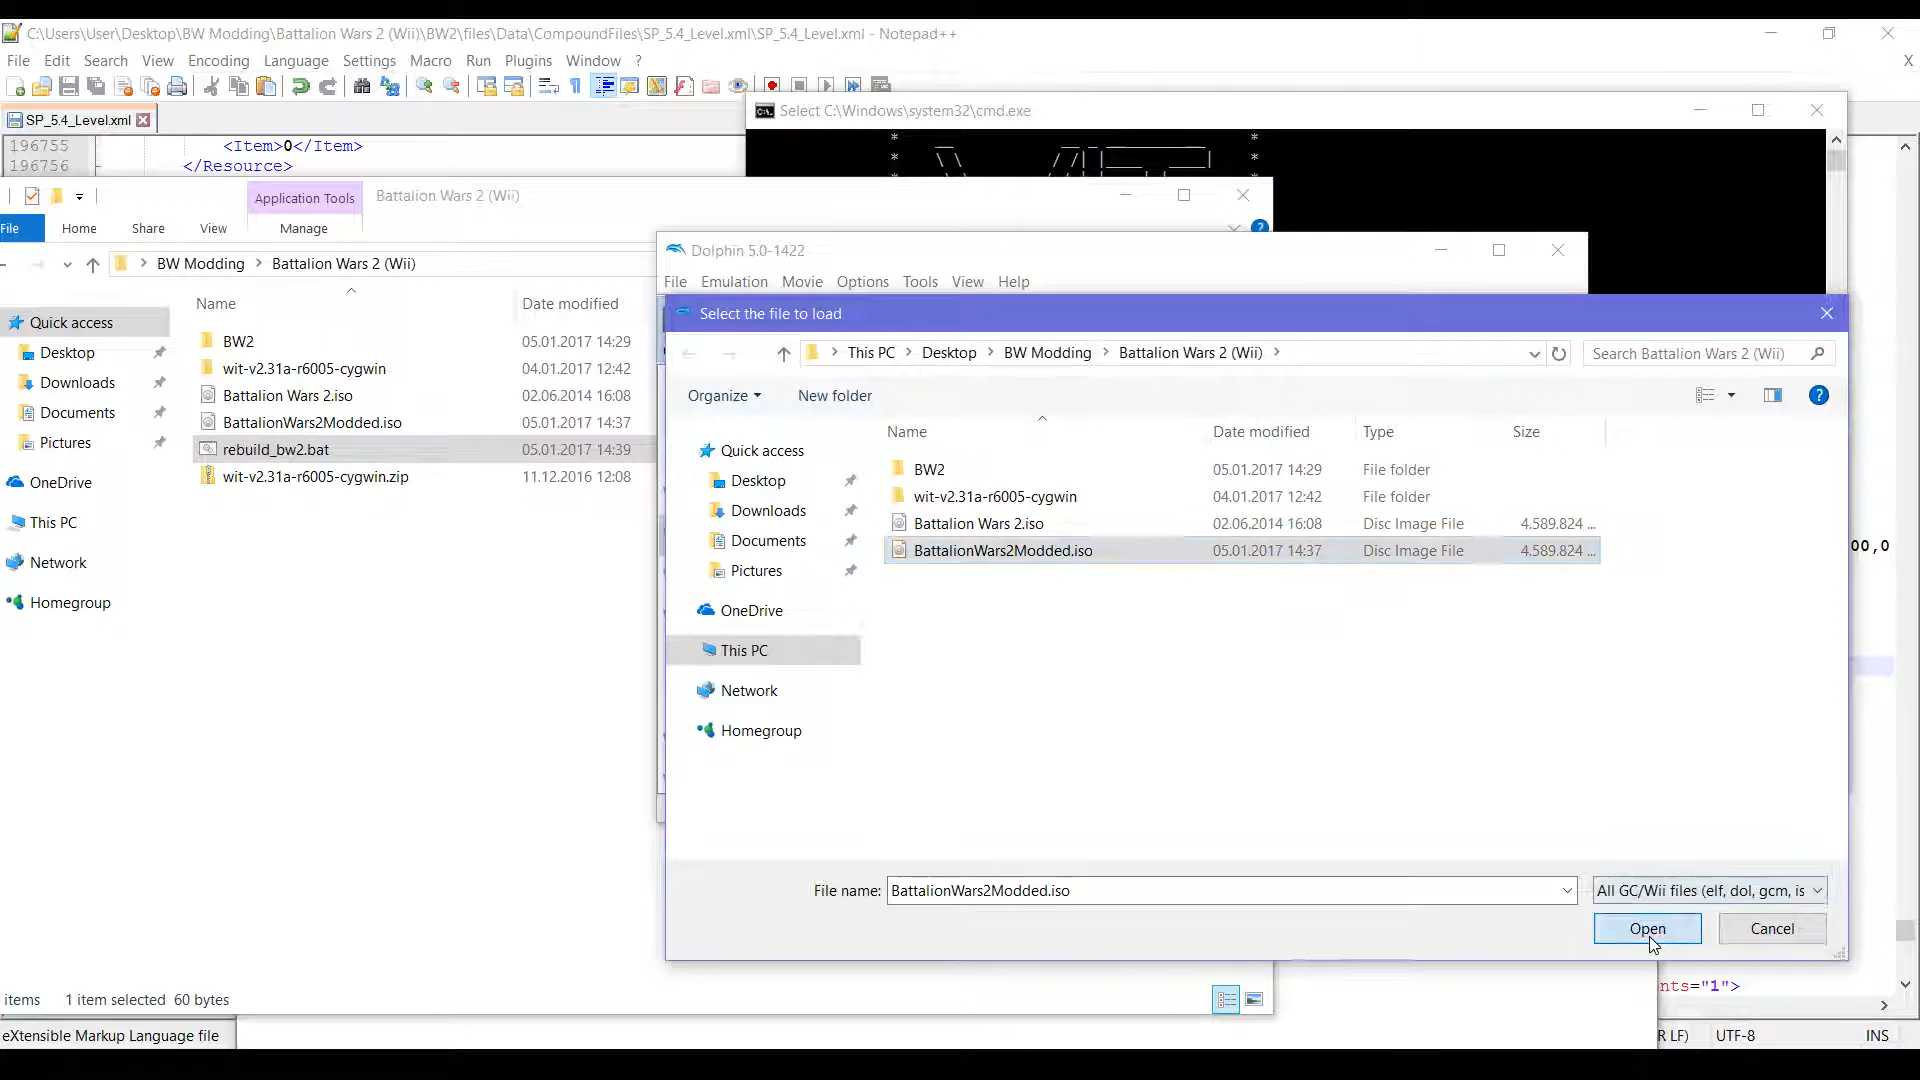 C:\Users\User\Desktop\BW Modding\Battalion Wars 2 (Wii)\BW2\files\Data\CompoundFiles\SP_5.4_Level.xml\SP_5.4_Level.xml - Notepad++
File Edit Search View Encoding Language Settings Macro Run Plugins Window ? X
SP_5.4_Level.xml
Select C:\Windows\system32\cmd.exe
196755 <Item>0</Item>
196756 </Resource>
Application Tools Battalion Wars 2 (Wii)
File Home Share View Manage
BW Modding Battalion Wars 2 (Wii)
Name Date modified
Quick access
Desktop
Downloads
Documents
Pictures
OneDrive
This PC
Network
Homegroup
BW2 05.01.2017 14:29
wit-v2.31a-r6005-cygwin 04.01.2017 12:42
Battalion Wars 2.iso 02.06.2014 16:08
BattalionWars2Modded.iso 05.01.2017 14:37
rebuild_bw2.bat 05.01.2017 14:39
wit-v2.31a-r6005-cygwin.zip 11.12.2016 12:08
Dolphin 5.0-1422
File Emulation Movie Options Tools View Help
Select the file to load
This PC Desktop BW Modding Battalion Wars 2 (Wii) Search Battalion Wars 2 (Wii)
Organize New folder
Name Date modified Type Size
Quick access
Desktop
Downloads
Documents
Pictures
OneDrive
This PC
Network
Homegroup
BW2 05.01.2017 14:29 File folder
wit-v2.31a-r6005-cygwin 04.01.2017 12:42 File folder
Battalion Wars 2.iso 02.06.2014 16:08 Disc Image File 4.589.824 ...
BattalionWars2Modded.iso 05.01.2017 14:37 Disc Image File 4.589.824 ...
00,0
File name: BattalionWars2Modded.iso All GC/Wii files (elf, dol, gcm, is
Open Cancel
nts="1">
items 1 item selected 60 bytes
eXtensible Markup Language file R LF) UTF-8 INS